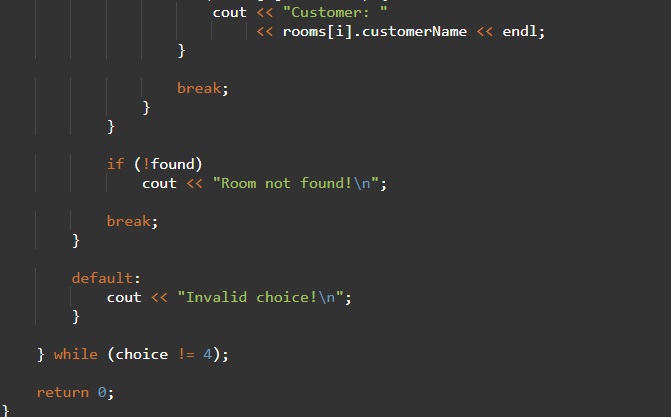 cout << "Customer: "
<< rooms[i].customerName << endl;
}
break;
}
}
if (!found)
cout << "Room not found!\n";
break;
}
default:
cout << "Invalid choice!\n";
}
} while (choice != 4);
return 0;
}